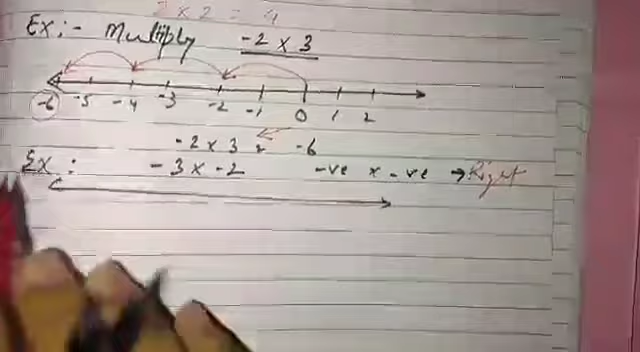 2 x 2 = 4
Ex:- Multiply -2 x 3
-6 -5 -4 -3 -2 -1 0 1 2
-2 x 3 = -6
Ex: -3 x -2 -ve x -ve → Right